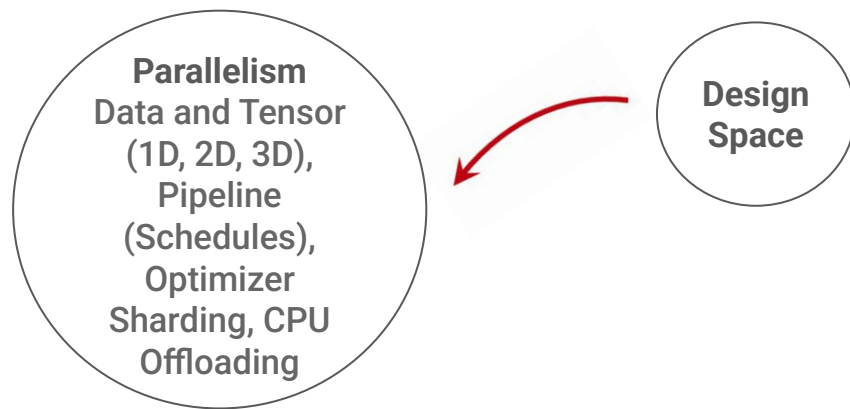 Parallelism
Data and Tensor
(1D, 2D, 3D),
Pipeline
(Schedules),
Optimizer
Sharding, CPU
Offloading
Design
Space